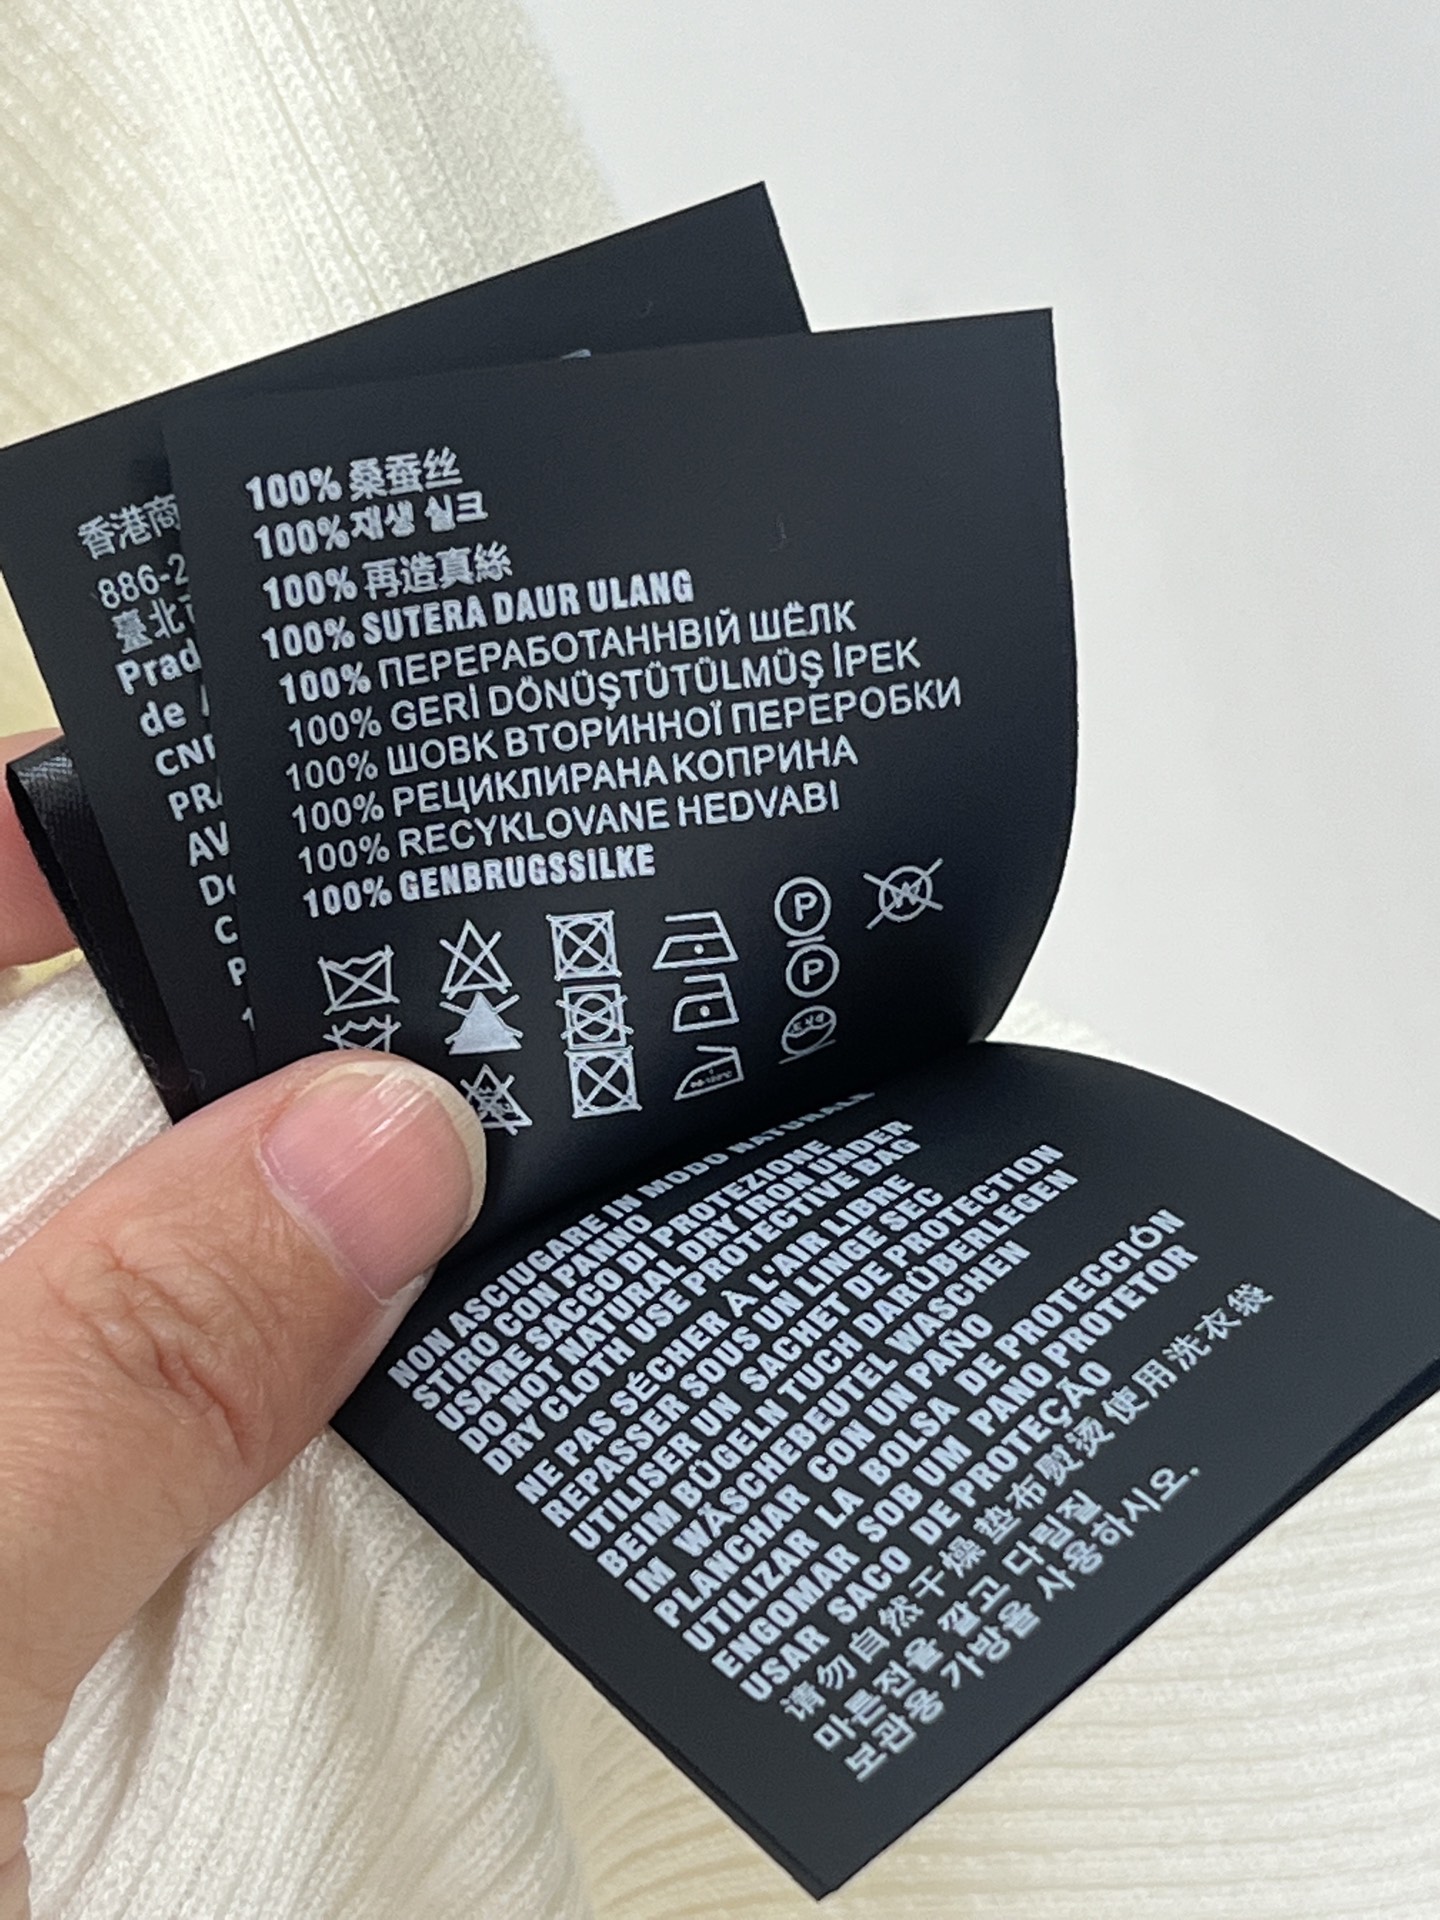 香港商
886-2
臺北
Prad
de
CNI
PR
AV
C
P
100% 桑蚕丝
100%재생 실크
100% 再造真絲
100% SUTERA DAUR ULANG
100% ПЕРЕРАБОТАННВІЙ ШЁЛК
100% GERİ DÖNÜŞTÜTÜLMÜŞ İPEK
100% ШОВК ВТОРИННОЇ ПЕРЕРОБКИ
100% РЕЦИКЛИРАНА КОПРИНА
100% RECYKLOVANE HEDVABI
100% GENBRUGSSILKE
P W
P
NON ASCIUGARE IN MODO NATURALE
STIRO CON PANNO
USARE SACCO DI PROTEZIONE
DO NOT NATURAL DRY IRON UNDER
DRY CLOTH USE PROTECTIVE BAG
NE PAS SÉCHER À L'AIR LIBRE
REPASSER SOUS UN LINGE SEC
UTILISER UN SACHET DE PROTECTION
BEIM BÜGELN TUCH DARÜBERLEGEN
IM WÄSCHEBEUTEL WASCHEN
PLANCHAR CON UN PAÑO
UTILIZAR LA BOLSA DE PROTECCIÓN
ENGOMAR SOB UM PANO PROTETOR
USAR SACO DE PROTEÇÃO
请勿自然干燥垫布熨烫使用洗衣袋
마른전을 깔고 다림질
보관용 가방을 사용하시오.